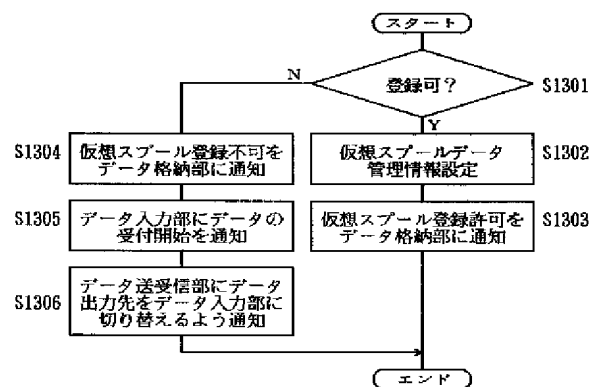 スタート
登録可?
N
S1301
Y
S1304
仮想スプール登録不可を
データ格納部に通知
仮想スプールデータ
管理情報設定
S1302
S1305
データ入力部にデータの
受付開始を通知
仮想スプール登録許可を
データ格納部に通知
S1303
S1306
データ送受信部にデータ
出力先をデータ入力部に
切り替えるよう通知
エンド